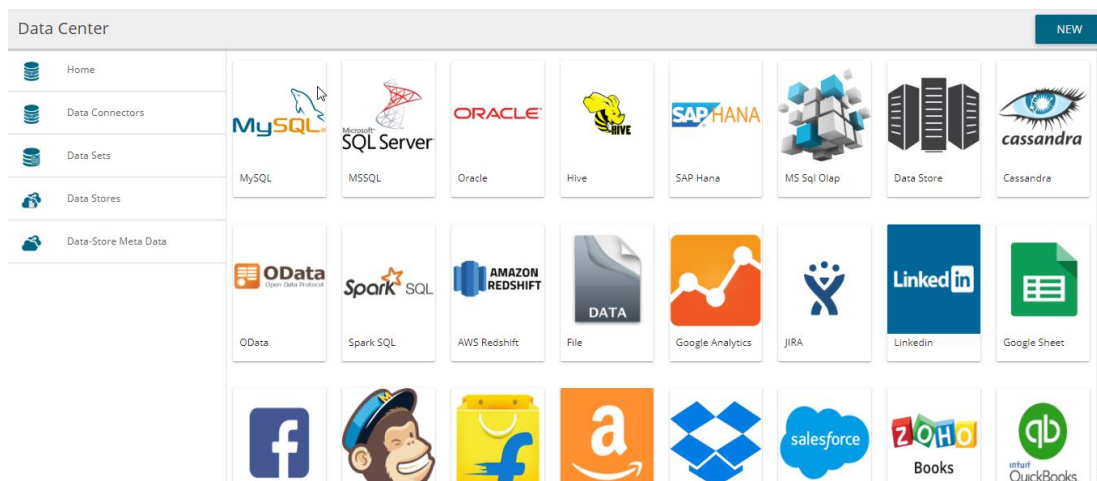 Data Center
NEW
Home
Data Connectors
Data Sets
Data Stores
Data-Store Meta Data
MySQL
Microsoft
SQL Server
ORACLE
HIVE
SAP HANA
cassandra
MySQL
MSSQL
Oracle
Hive
SAP Hana
MS Sql Olap
Data Store
Cassandra
OData
Open Data Protocol
Spark SQL
AMAZON
REDSHIFT
DATA
Linked in
OData
Spark SQL
AWS Redshift
File
Google Analytics
JIRA
Linkedin
Google Sheet
f
M
f
a
salesforce
ZOHO
Books
qb
intuit
QuickBooks